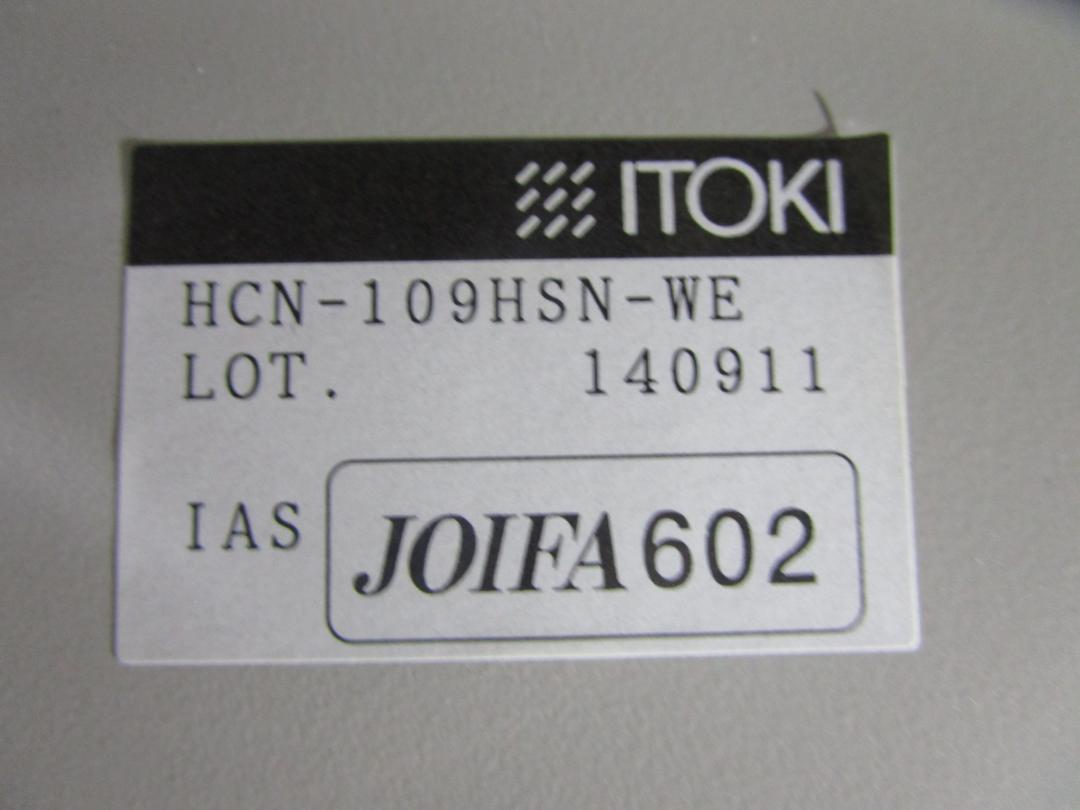 ITOKI
HCN-109HSN-WE
LOT. 140911
IAS JOIFA 602